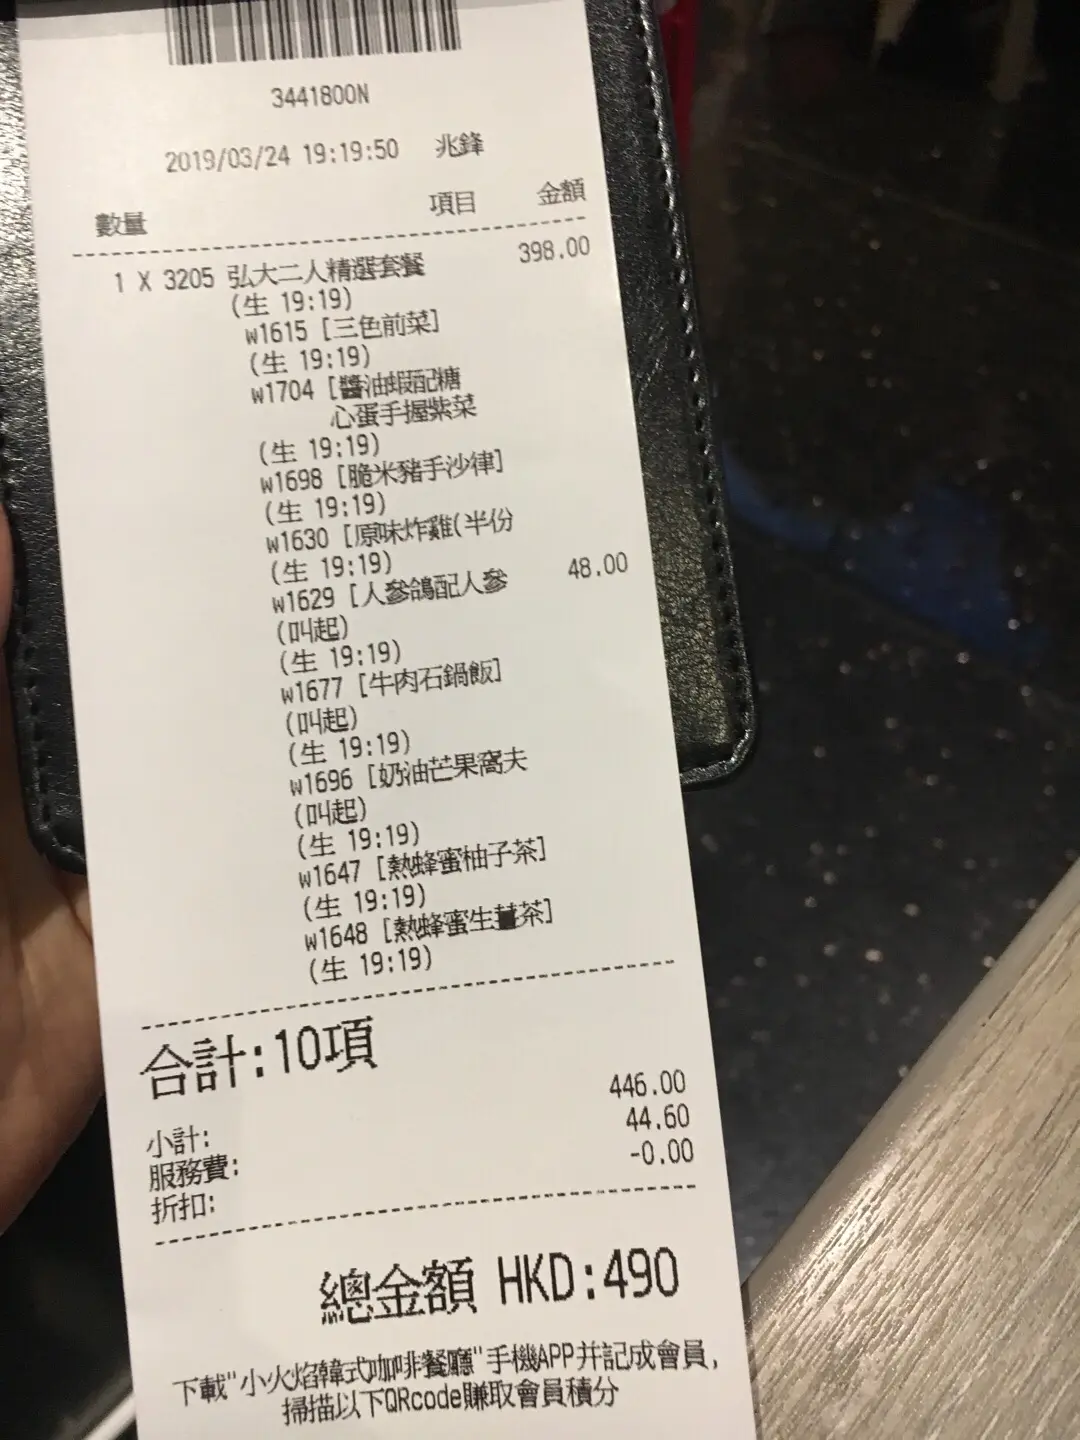 3441800N
2019/03/24 19:19:50 兆鋒
數量 項目 金額
1 X 3205 弘大二人精選套餐 398.00
(生 19:19)
w1615 [三色前菜]
(生 19:19)
w1704 [醬油蝦配糖
心蛋手握紫菜
(生 19:19)
w1698 [脆米豬手沙律]
(生 19:19)
w1630 [原味炸雞(半份
(生 19:19)
w1629 [人參鴿配人參 48.00
(叫起)
(生 19:19)
w1677 [牛肉石鍋飯]
(叫起)
(生 19:19)
w1696 [奶油芒果窩夫
(叫起)
(生 19:19)
w1647 [熱蜂蜜柚子茶]
(生 19:19)
w1648 [熱蜂蜜生薑茶]
(生 19:19)
合計:10項
小計: 446.00
服務費: 44.60
折扣: -0.00
總金額 HKD:490
下載"小火焰韓式咖啡餐廳"手機APP并記成會員,
掃描以下QRcode賺取會員積分